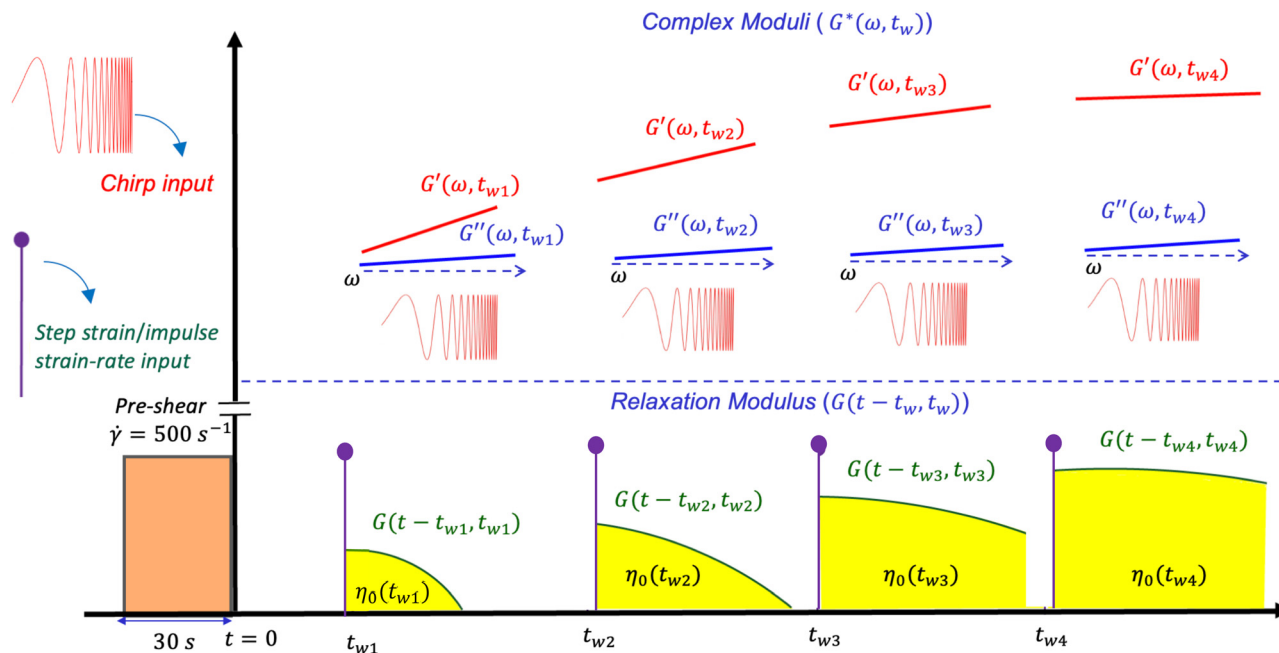 Complex Moduli ( G*(ω, t_w))
Chirp input
G′(ω, t_w1)
G′(ω, t_w2)
G′(ω, t_w3)
G′(ω, t_w4)
G′′(ω, t_w1)
G′′(ω, t_w2)
G′′(ω, t_w3)
G′′(ω, t_w4)
ω
ω
ω
ω
Step strain/impulse
strain-rate input
Pre-shear
γ̇ = 500 s⁻¹
Relaxation Modulus (G(t − t_w, t_w))
G(t − t_w1, t_w1)
G(t − t_w2, t_w2)
G(t − t_w3, t_w3)
G(t − t_w4, t_w4)
η₀(t_w1)
η₀(t_w2)
η₀(t_w3)
η₀(t_w4)
30 s
t = 0
t_w1
t_w2
t_w3
t_w4